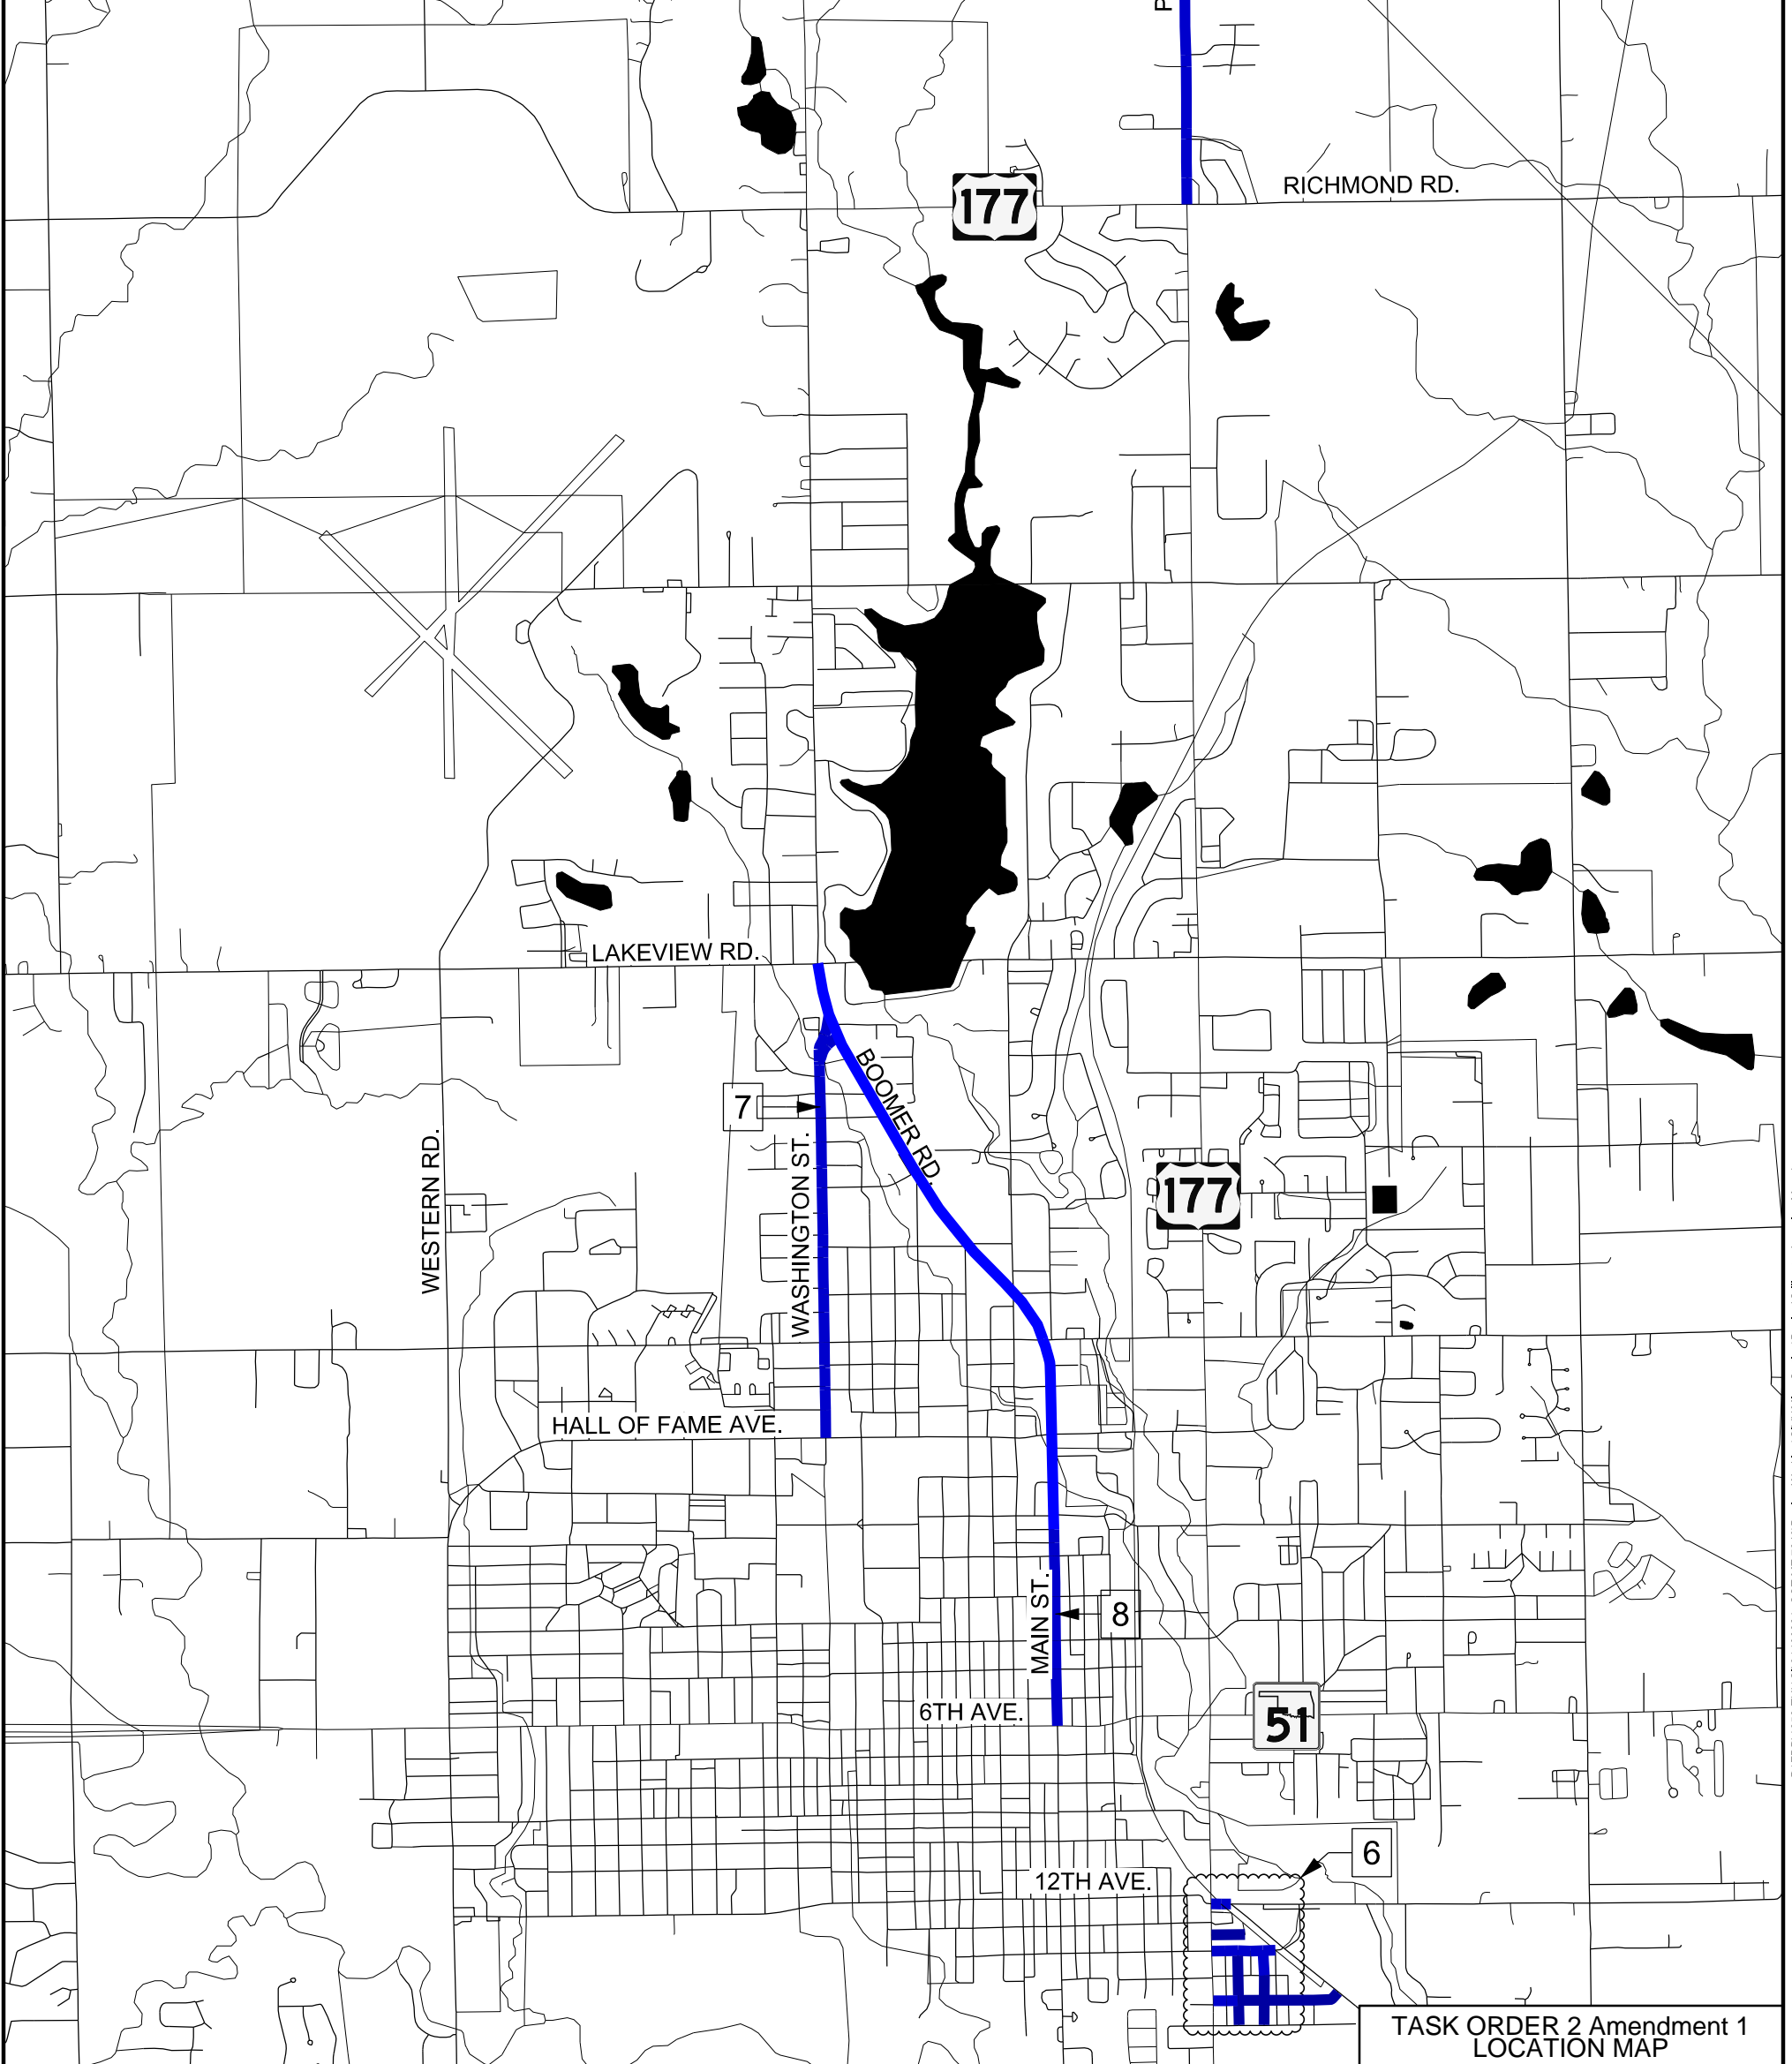 P
RICHMOND RD.
177
LAKEVIEW RD.
BOOMER RD.
7
WASHINGTON ST.
WESTERN RD.
177
HALL OF FAME AVE.
MAIN ST.
8
6TH AVE.
51
6
12TH AVE.
TASK ORDER 2 Amendment 1
LOCATION MAP